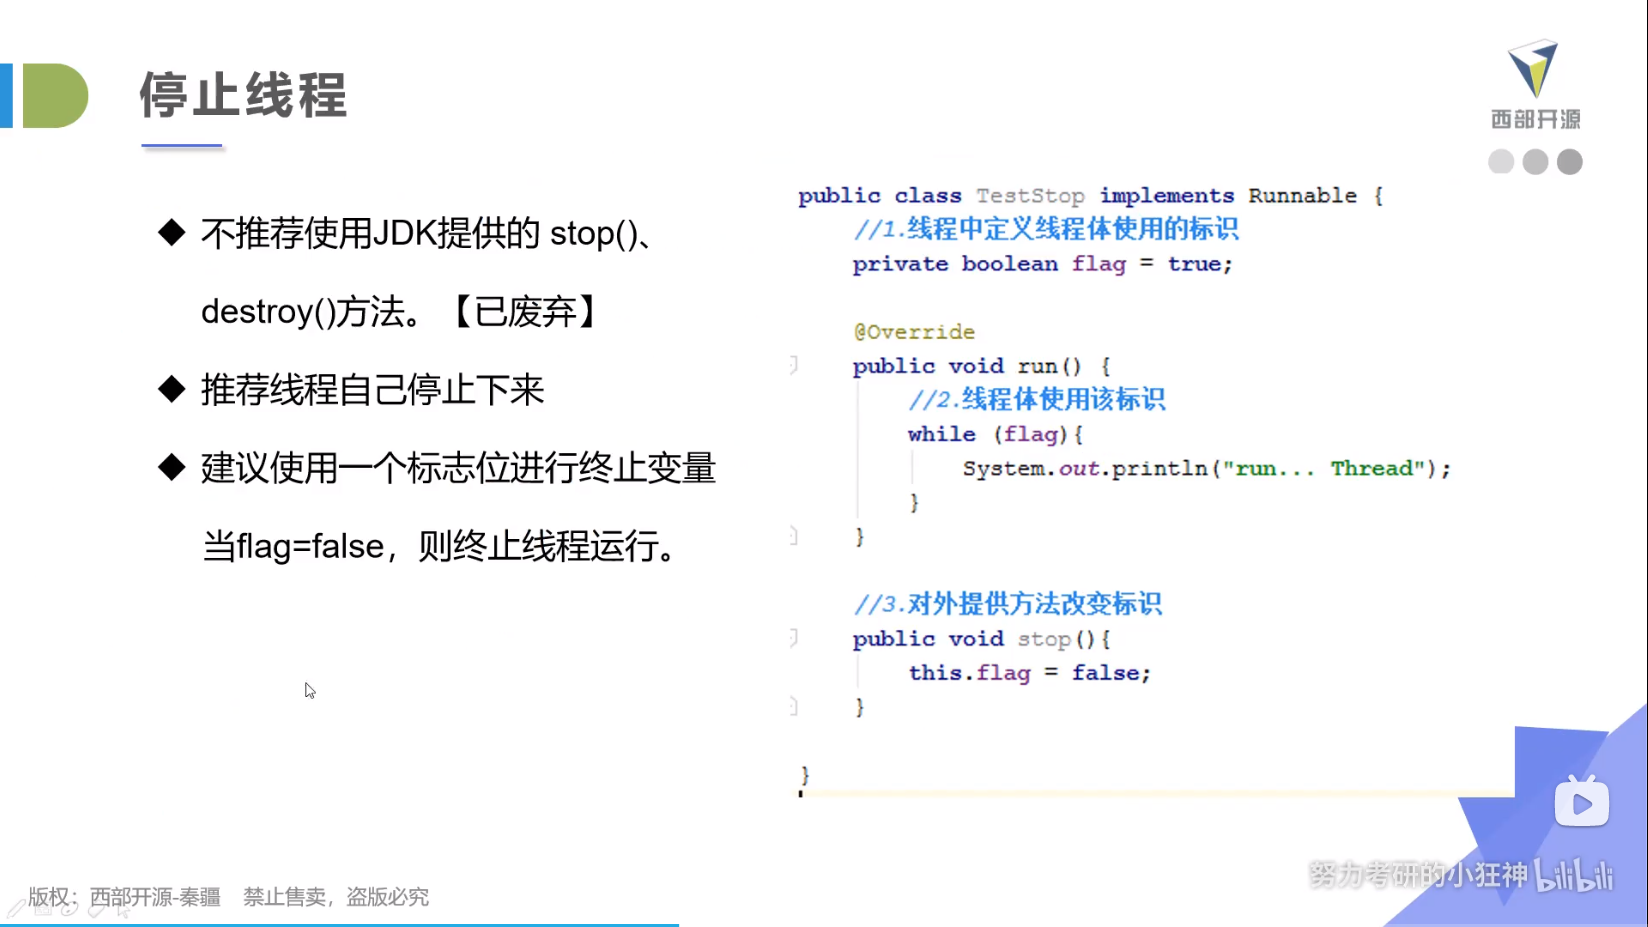 停止线程
西部开源
◆ 不推荐使用JDK提供的 stop()、
destroy()方法。【已废弃】
◆ 推荐线程自己停止下来
◆ 建议使用一个标志位进行终止变量
当flag=false，则终止线程运行。
public class TestStop implements Runnable {
//1.线程中定义线程体使用的标识
private boolean flag = true;
@Override
public void run() {
//2.线程体使用该标识
while (flag){
System.out.println("run... Thread");
}
}
//3.对外提供方法改变标识
public void stop(){
this.flag = false;
}
}
努力考研的小狂神 bilibili
版权：西部开源-秦疆 禁止售卖，盗版必究